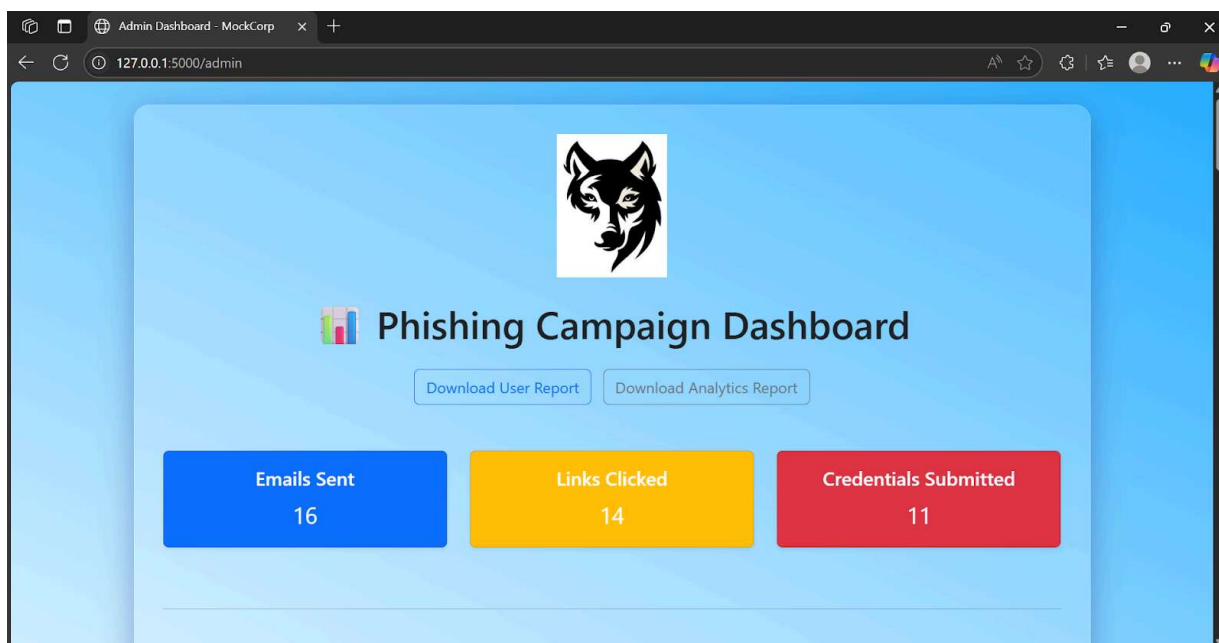 Admin Dashboard - MockCorp
127.0.0.1:5000/admin
Phishing Campaign Dashboard
Download User Report
Download Analytics Report
Emails Sent
16
Links Clicked
14
Credentials Submitted
11